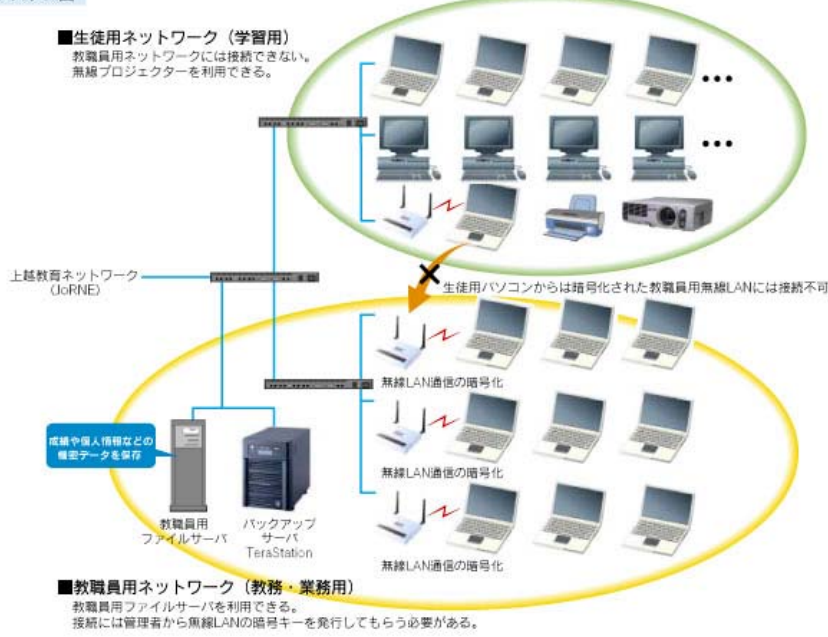 ■生徒用ネットワーク（学習用）
教職員用ネットワークには接続できない。
無線プロジェクターを利用できる。
上越教育ネットワーク
（JoRNE）
生徒用パソコンからは暗号化された教職員用無線LANには接続不可
無線LAN通信の暗号化
無線LAN通信の暗号化
無線LAN通信の暗号化
成績や個人情報などの
機密データを保存
教職員用
ファイルサーバ
バックアップ
サーバ
TeraStation
■教職員用ネットワーク（教務・業務用）
教職員用ファイルサーバを利用できる。
接続には管理者から無線LANの暗号キーを発行してもらう必要がある。